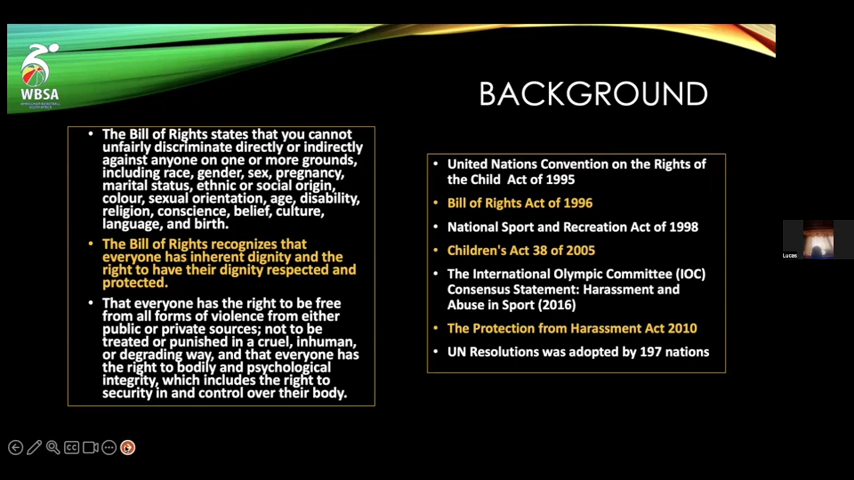 WBSA
BACKGROUND
• The Bill of Rights states that you cannot
unfairly discriminate directly or indirectly
against anyone on one or more grounds,
including race, gender, sex, pregnancy,
marital status, ethnic or social origin,
colour, sexual orientation, age, disability,
religion, conscience, belief, culture,
language, and birth.
• The Bill of Rights recognizes that
everyone has inherent dignity and the
right to have their dignity respected and
protected.
• That everyone has the right to be free
from all forms of violence from either
public or private sources; not to be
treated or punished in a cruel, inhuman,
or degrading way, and that everyone has
the right to bodily and psychological
integrity, which includes the right to
security in and control over their body.
• United Nations Convention on the Rights of
the Child Act of 1995
• Bill of Rights Act of 1996
• National Sport and Recreation Act of 1998
• Children's Act 38 of 2005
• The International Olympic Committee (IOC)
Consensus Statement: Harassment and
Abuse in Sport (2016)
• The Protection from Harassment Act 2010
• UN Resolutions was adopted by 197 nations
Lucas
CC